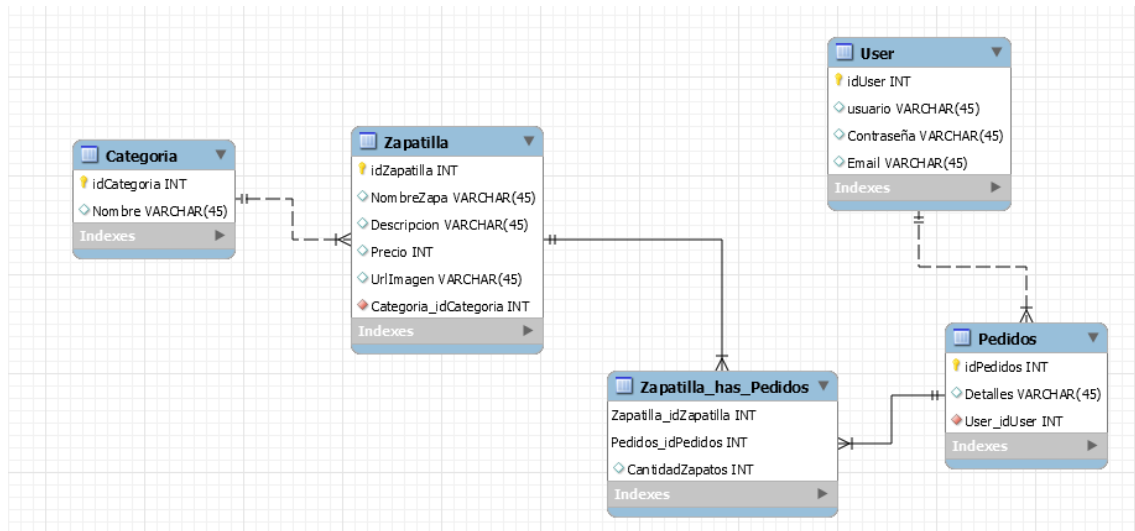 Categoria
idCategoria INT
Nombre VARCHAR(45)
Indexes
Zapatilla
idZapatilla INT
NombreZapa VARCHAR(45)
Descripcion VARCHAR(45)
Precio INT
UrlImagen VARCHAR(45)
Categoria_idCategoria INT
Indexes
User
idUser INT
usuario VARCHAR(45)
Contraseña VARCHAR(45)
Email VARCHAR(45)
Indexes
Zapatilla_has_Pedidos
Zapatilla_idZapatilla INT
Pedidos_idPedidos INT
CantidadZapatos INT
Indexes
Pedidos
idPedidos INT
Detalles VARCHAR(45)
User_idUser INT
Indexes